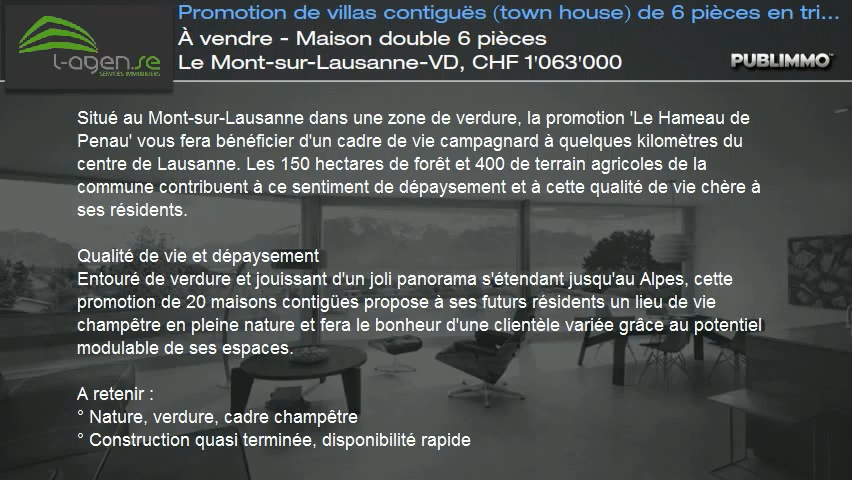 Promotion de villas contiguës (town house) de 6 pièces en tri...
À vendre - Maison double 6 pièces
Le Mont-sur-Lausanne-VD, CHF 1'063'000
l-agen.se
SERVICES IMMOBILIERS
PUBLIMMO
Situé au Mont-sur-Lausanne dans une zone de verdure, la promotion 'Le Hameau de
Penau' vous fera bénéficier d'un cadre de vie campagnard à quelques kilomètres du
centre de Lausanne. Les 150 hectares de forêt et 400 de terrain agricoles de la
commune contribuent à ce sentiment de dépaysement et à cette qualité de vie chère à
ses résidents.
Qualité de vie et dépaysement
Entouré de verdure et jouissant d'un joli panorama s'étendant jusqu'au Alpes, cette
promotion de 20 maisons contigües propose à ses futurs résidents un lieu de vie
champêtre en pleine nature et fera le bonheur d'une clientèle variée grâce au potentiel
modulable de ses espaces.
A retenir :
° Nature, verdure, cadre champêtre
° Construction quasi terminée, disponibilité rapide